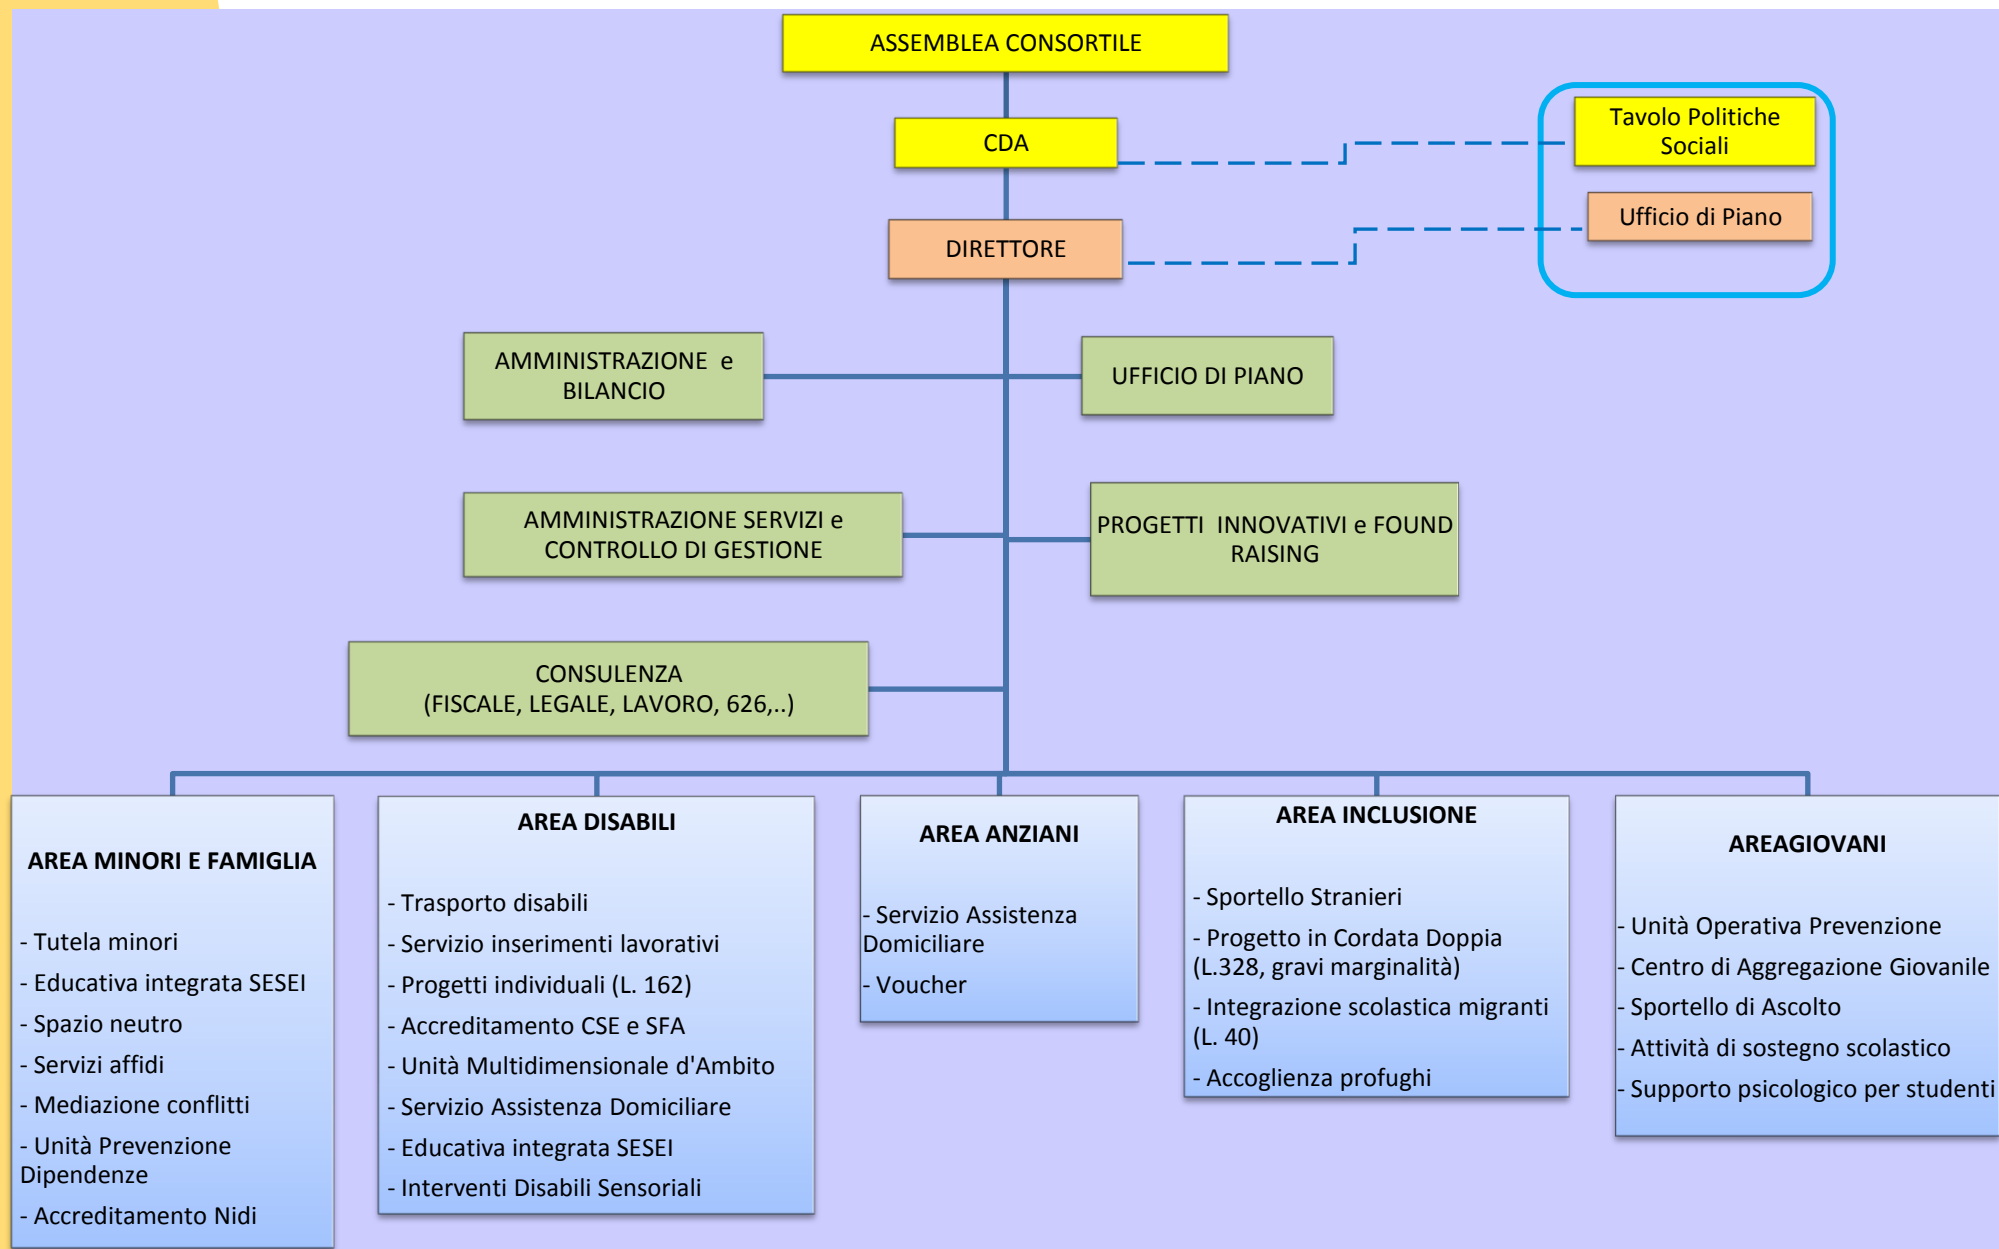 ASSEMBLEA CONSORTILE
CDA
Tavolo Politiche
Sociali
DIRETTORE
Ufficio di Piano
AMMINISTRAZIONE e
BILANCIO
UFFICIO DI PIANO
AMMINISTRAZIONE SERVIZI e
CONTROLLO DI GESTIONE
PROGETTI INNOVATIVI e FOUND
RAISING
CONSULENZA
(FISCALE, LEGALE, LAVORO, 626,..)
AREA MINORI E FAMIGLIA
- Tutela minori
- Educativa integrata SESEI
- Spazio neutro
- Servizi affidi
- Mediazione conflitti
- Unità Prevenzione
Dipendenze
- Accreditamento Nidi
AREA DISABILI
- Trasporto disabili
- Servizio inserimenti lavorativi
- Progetti individuali (L. 162)
- Accreditamento CSE e SFA
- Unità Multidimensionale d'Ambito
- Servizio Assistenza Domiciliare
- Educativa integrata SESEI
- Interventi Disabili Sensoriali
AREA ANZIANI
- Servizio Assistenza
Domiciliare
- Voucher
AREA INCLUSIONE
- Sportello Stranieri
- Progetto in Cordata Doppia
(L.328, gravi marginalità)
- Integrazione scolastica migranti
(L. 40)
- Accoglienza profughi
AREAGIOVANI
- Unità Operativa Prevenzione
- Centro di Aggregazione Giovanile
- Sportello di Ascolto
- Attività di sostegno scolastico
- Supporto psicologico per studenti